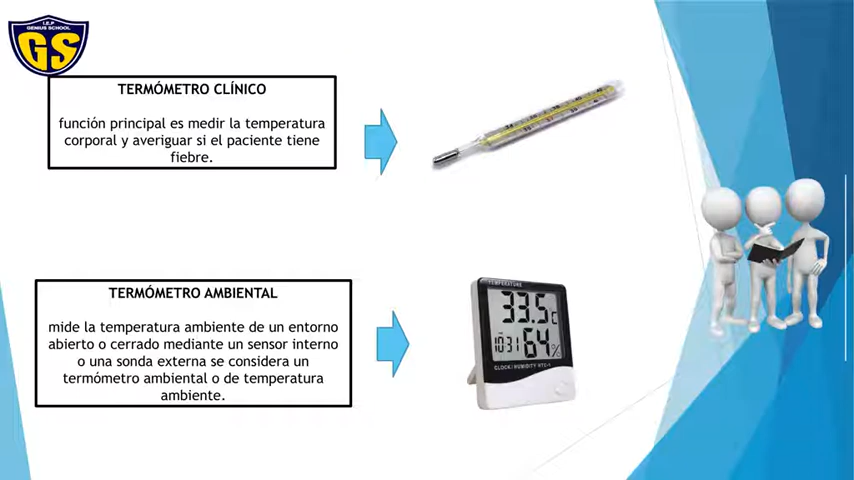 I.E.P
GENIUS SCHOOL
GS
TERMÓMETRO CLÍNICO
función principal es medir la temperatura
corporal y averiguar si el paciente tiene
fiebre.
TERMÓMETRO AMBIENTAL
mide la temperatura ambiente de un entorno
abierto o cerrado mediante un sensor interno
o una sonda externa se considera un
termómetro ambiental o de temperatura
ambiente.
TEMPERATURE
33.5c
10:31 64%
CLOCK/HUMIDITY HTC-1